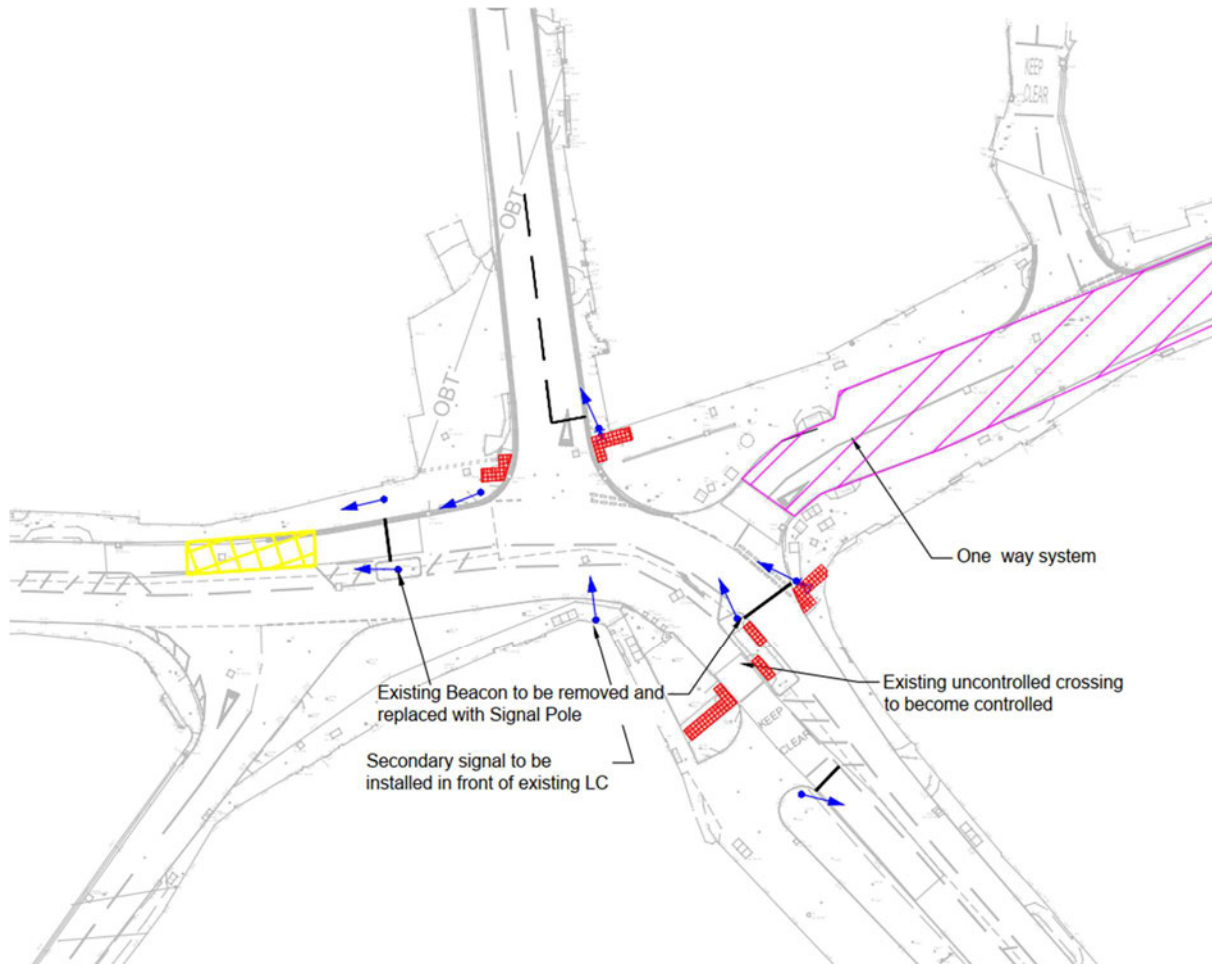 KEEP
CLEAR
OBT
OBT
One way system
Existing Beacon to be removed and
replaced with Signal Pole
Existing uncontrolled crossing
to become controlled
KEEP
CLEAR
Secondary signal to be
installed in front of existing LC